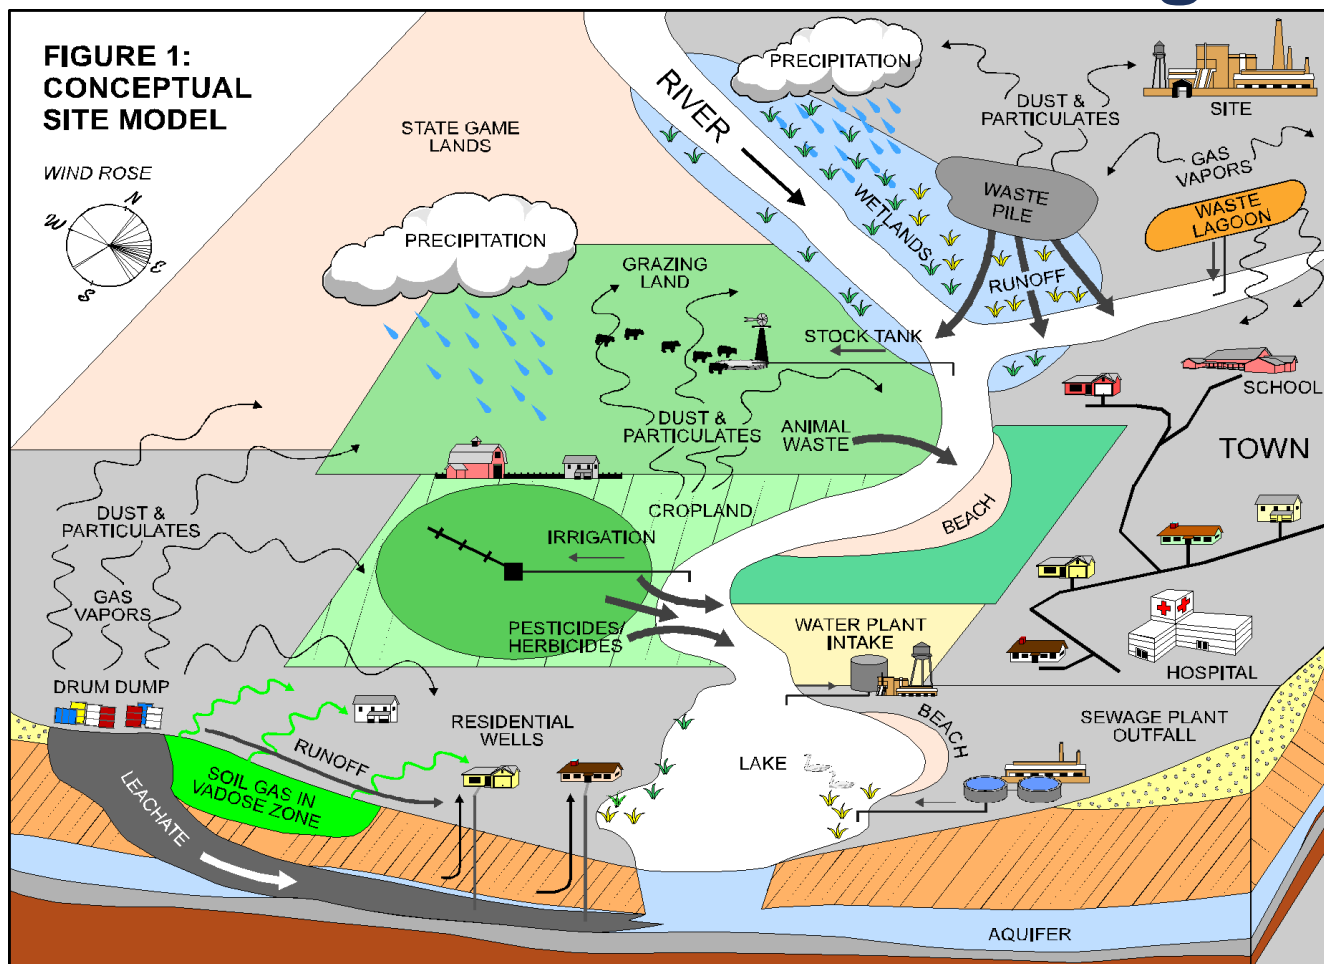 FIGURE 1:
CONCEPTUAL
SITE MODEL
WIND ROSE
N
W
E
S
STATE GAME
LANDS
PRECIPITATION
RIVER
PRECIPITATION
WETLANDS
DUST &
PARTICULATES
SITE
GAS
VAPORS
WASTE
PILE
WASTE
LAGOON
RUNOFF
GRAZING
LAND
STOCK TANK
SCHOOL
TOWN
DUST &
PARTICULATES
ANIMAL
WASTE
BEACH
CROPLAND
IRRIGATION
DUST &
PARTICULATES
GAS
VAPORS
PESTICIDES/
HERBICIDES
WATER PLANT
INTAKE
HOSPITAL
DRUM DUMP
RUNOFF
RESIDENTIAL
WELLS
BEACH
SEWAGE PLANT
OUTFALL
LAKE
SOIL GAS IN
VADOSE ZONE
LEACHATE
AQUIFER